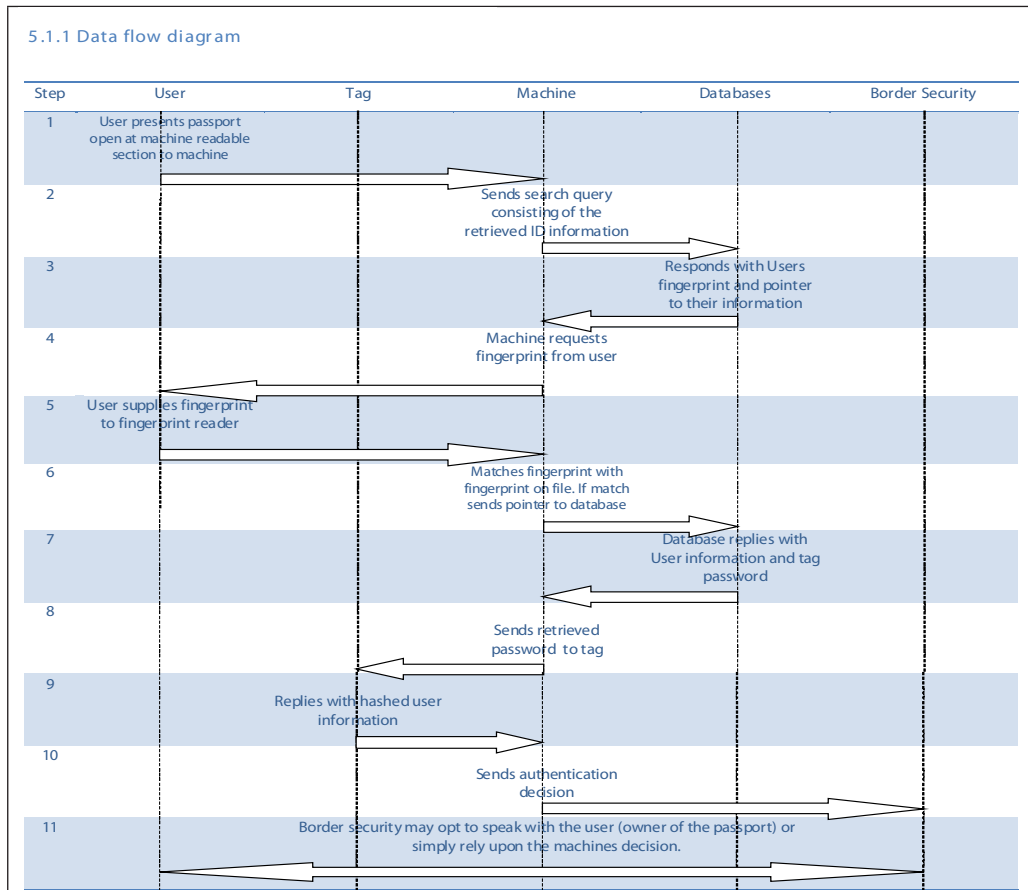 5.1.1 Data flow diagram
Step User Tag Machine Databases Border Security
1
User presents passport
open at machine readable
section to machine
2
Sends search query
consisting of the
retrieved ID information
3
Responds with Users
fingerprint and pointer
to their information
4
Machine requests
fingerprint from user
5
User supplies fingerprint
to fingerprint reader
6
Matches fingerprint with
fingerprint on file. If match
sends pointer to database
7
Database replies with
User information and tag
password
8
Sends retrieved
password to tag
9
Replies with hashed user
information
10
Sends authentication
decision
11
Border security may opt to speak with the user (owner of the passport) or
simply rely upon the machines decision.